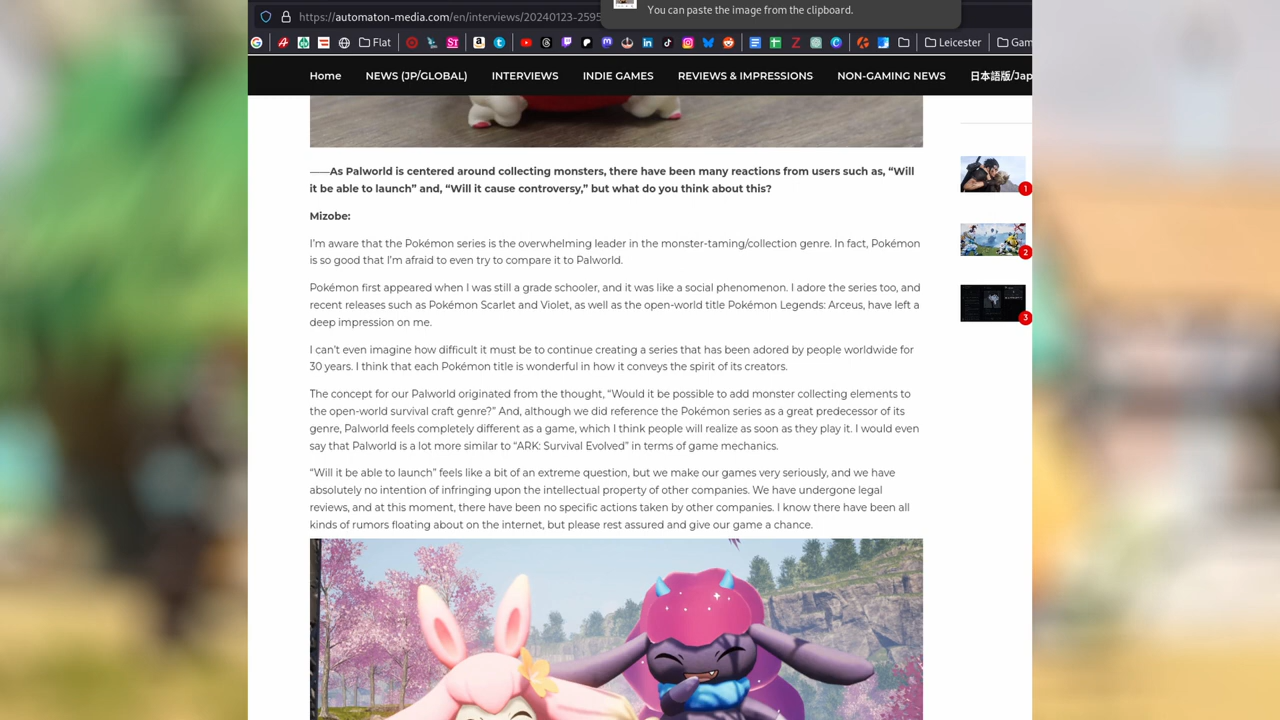 You can paste the image from the clipboard.
https://automaton-media.com/en/interviews/20240123-2595
Flat
Leicester
Gam
Home
NEWS (JP/GLOBAL)
INTERVIEWS
INDIE GAMES
REVIEWS & IMPRESSIONS
NON-GAMING NEWS
日本語版/Jap
——As Palworld is centered around collecting monsters, there have been many reactions from users such as, “Will
it be able to launch” and, “Will it cause controversy,” but what do you think about this?
Mizobe:
I’m aware that the Pokémon series is the overwhelming leader in the monster-taming/collection genre. In fact, Pokémon
is so good that I’m afraid to even try to compare it to Palworld.
Pokémon first appeared when I was still a grade schooler, and it was like a social phenomenon. I adore the series too, and
recent releases such as Pokémon Scarlet and Violet, as well as the open-world title Pokémon Legends: Arceus, have left a
deep impression on me.
I can’t even imagine how difficult it must be to continue creating a series that has been adored by people worldwide for
30 years. I think that each Pokémon title is wonderful in how it conveys the spirit of its creators.
The concept for our Palworld originated from the thought, “Would it be possible to add monster collecting elements to
the open-world survival craft genre?” And, although we did reference the Pokémon series as a great predecessor of its
genre, Palworld feels completely different as a game, which I think people will realize as soon as they play it. I would even
say that Palworld is a lot more similar to “ARK: Survival Evolved” in terms of game mechanics.
“Will it be able to launch” feels like a bit of an extreme question, but we make our games very seriously, and we have
absolutely no intention of infringing upon the intellectual property of other companies. We have undergone legal
reviews, and at this moment, there have been no specific actions taken by other companies. I know there have been all
kinds of rumors floating about on the internet, but please rest assured and give our game a chance.
1
2
3